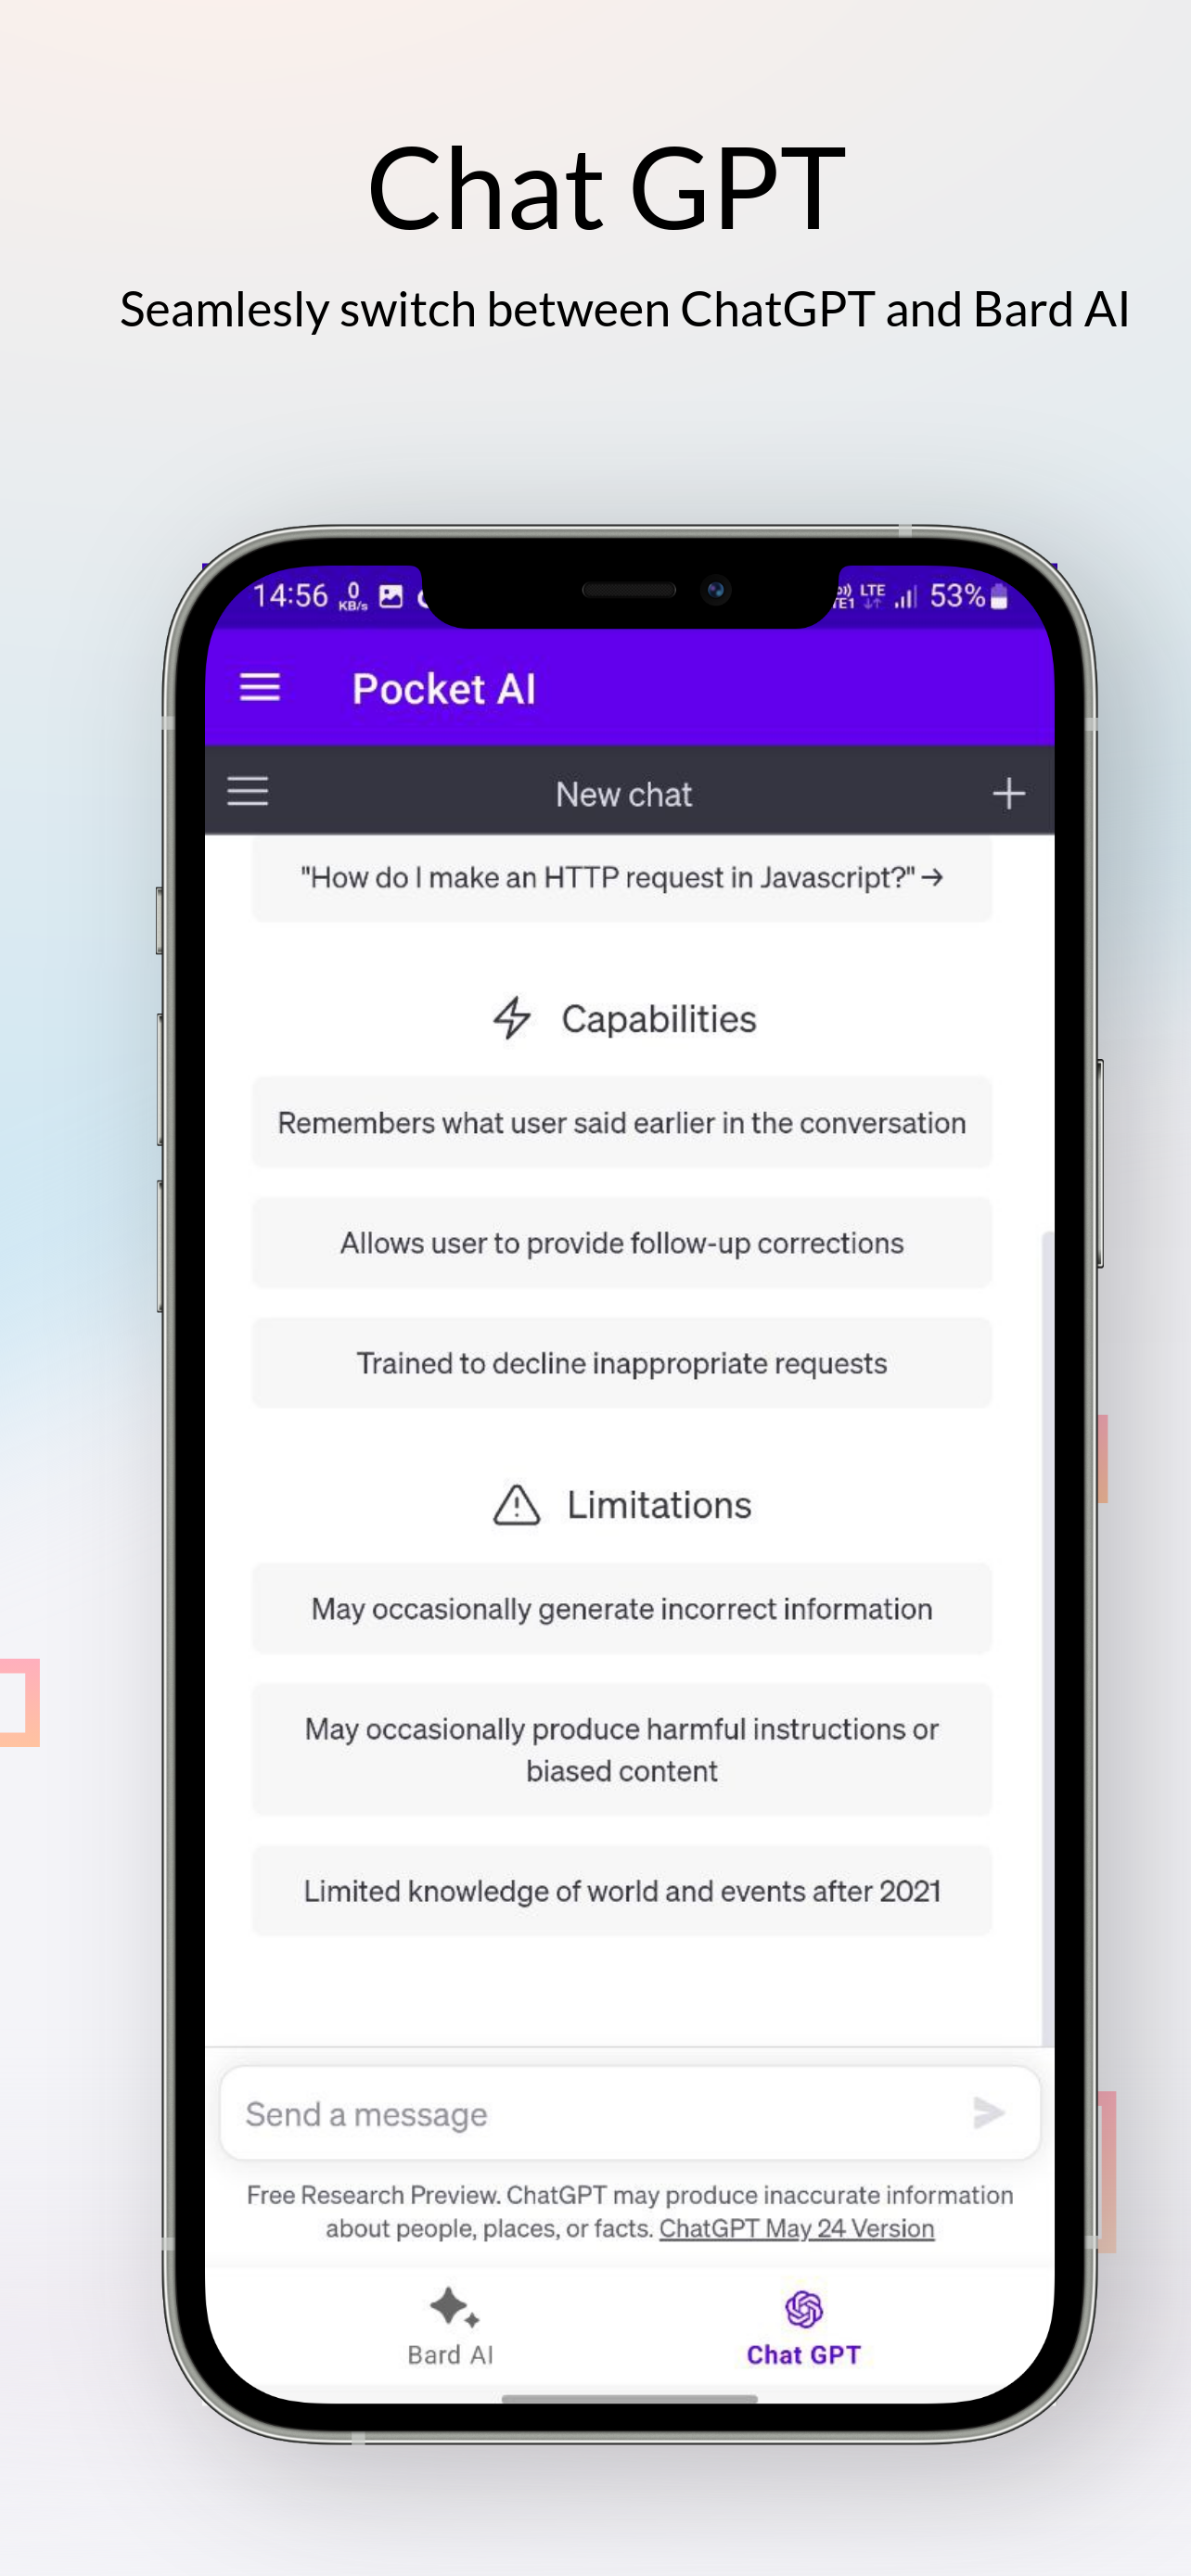 Chat GPT
Seamlesly switch between ChatGPT and Bard AI
14:56 0 KB/s LTE 53%
Pocket AI
New chat
"How do I make an HTTP request in Javascript?" →
Capabilities
Remembers what user said earlier in the conversation
Allows user to provide follow-up corrections
Trained to decline inappropriate requests
Limitations
May occasionally generate incorrect information
May occasionally produce harmful instructions or
biased content
Limited knowledge of world and events after 2021
Send a message
Free Research Preview. ChatGPT may produce inaccurate information
about people, places, or facts. ChatGPT May 24 Version
Bard AI Chat GPT